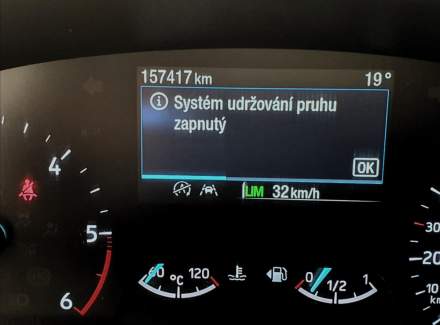 157417 km 19°
Systém udržování pruhu
zapnutý
OK
LIM 32 km/h
4
5
6
60 °C 120
0 1/2 1
30
20
10
km